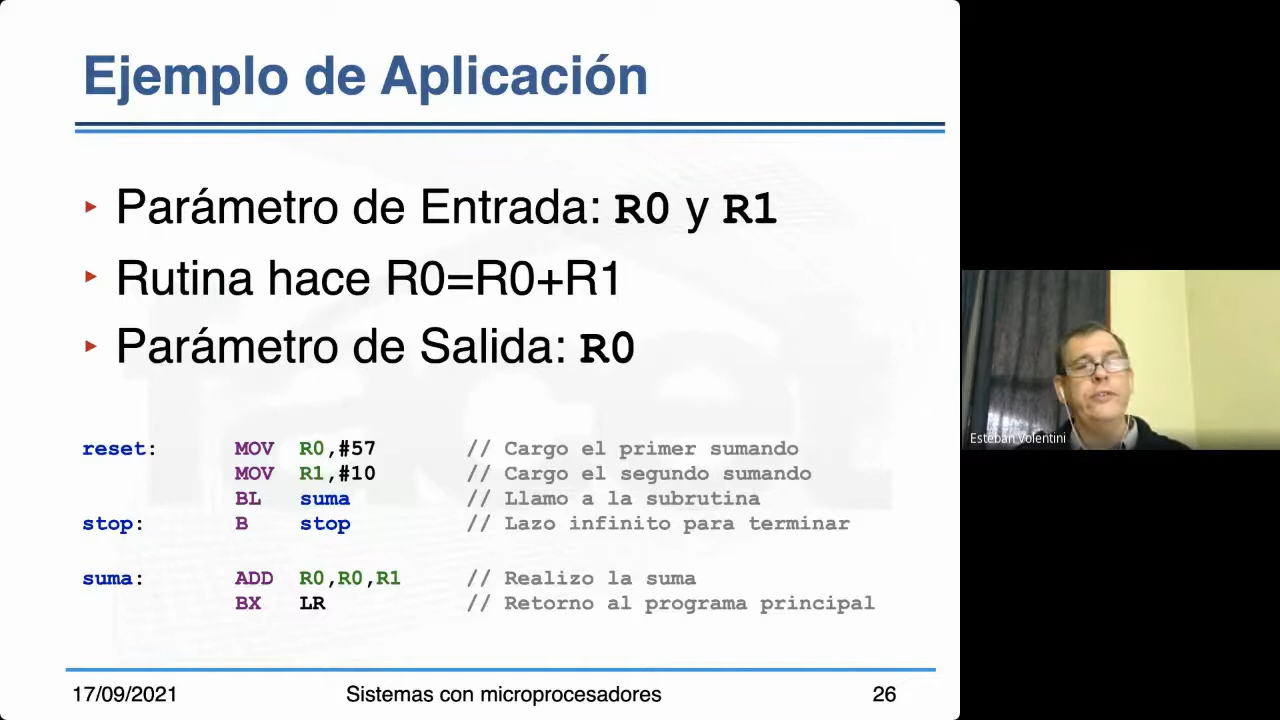 Ejemplo de Aplicación
‣ Parámetro de Entrada: R0 y R1
‣ Rutina hace R0=R0+R1
‣ Parámetro de Salida: R0
reset: MOV R0,#57 // Cargo el primer sumando
MOV R1,#10 // Cargo el segundo sumando
BL suma // Llamo a la subrutina
stop: B stop // Lazo infinito para terminar
suma: ADD R0,R0,R1 // Realizo la suma
BX LR // Retorno al programa principal
17/09/2021 Sistemas con microprocesadores 26
Esteban Volentini